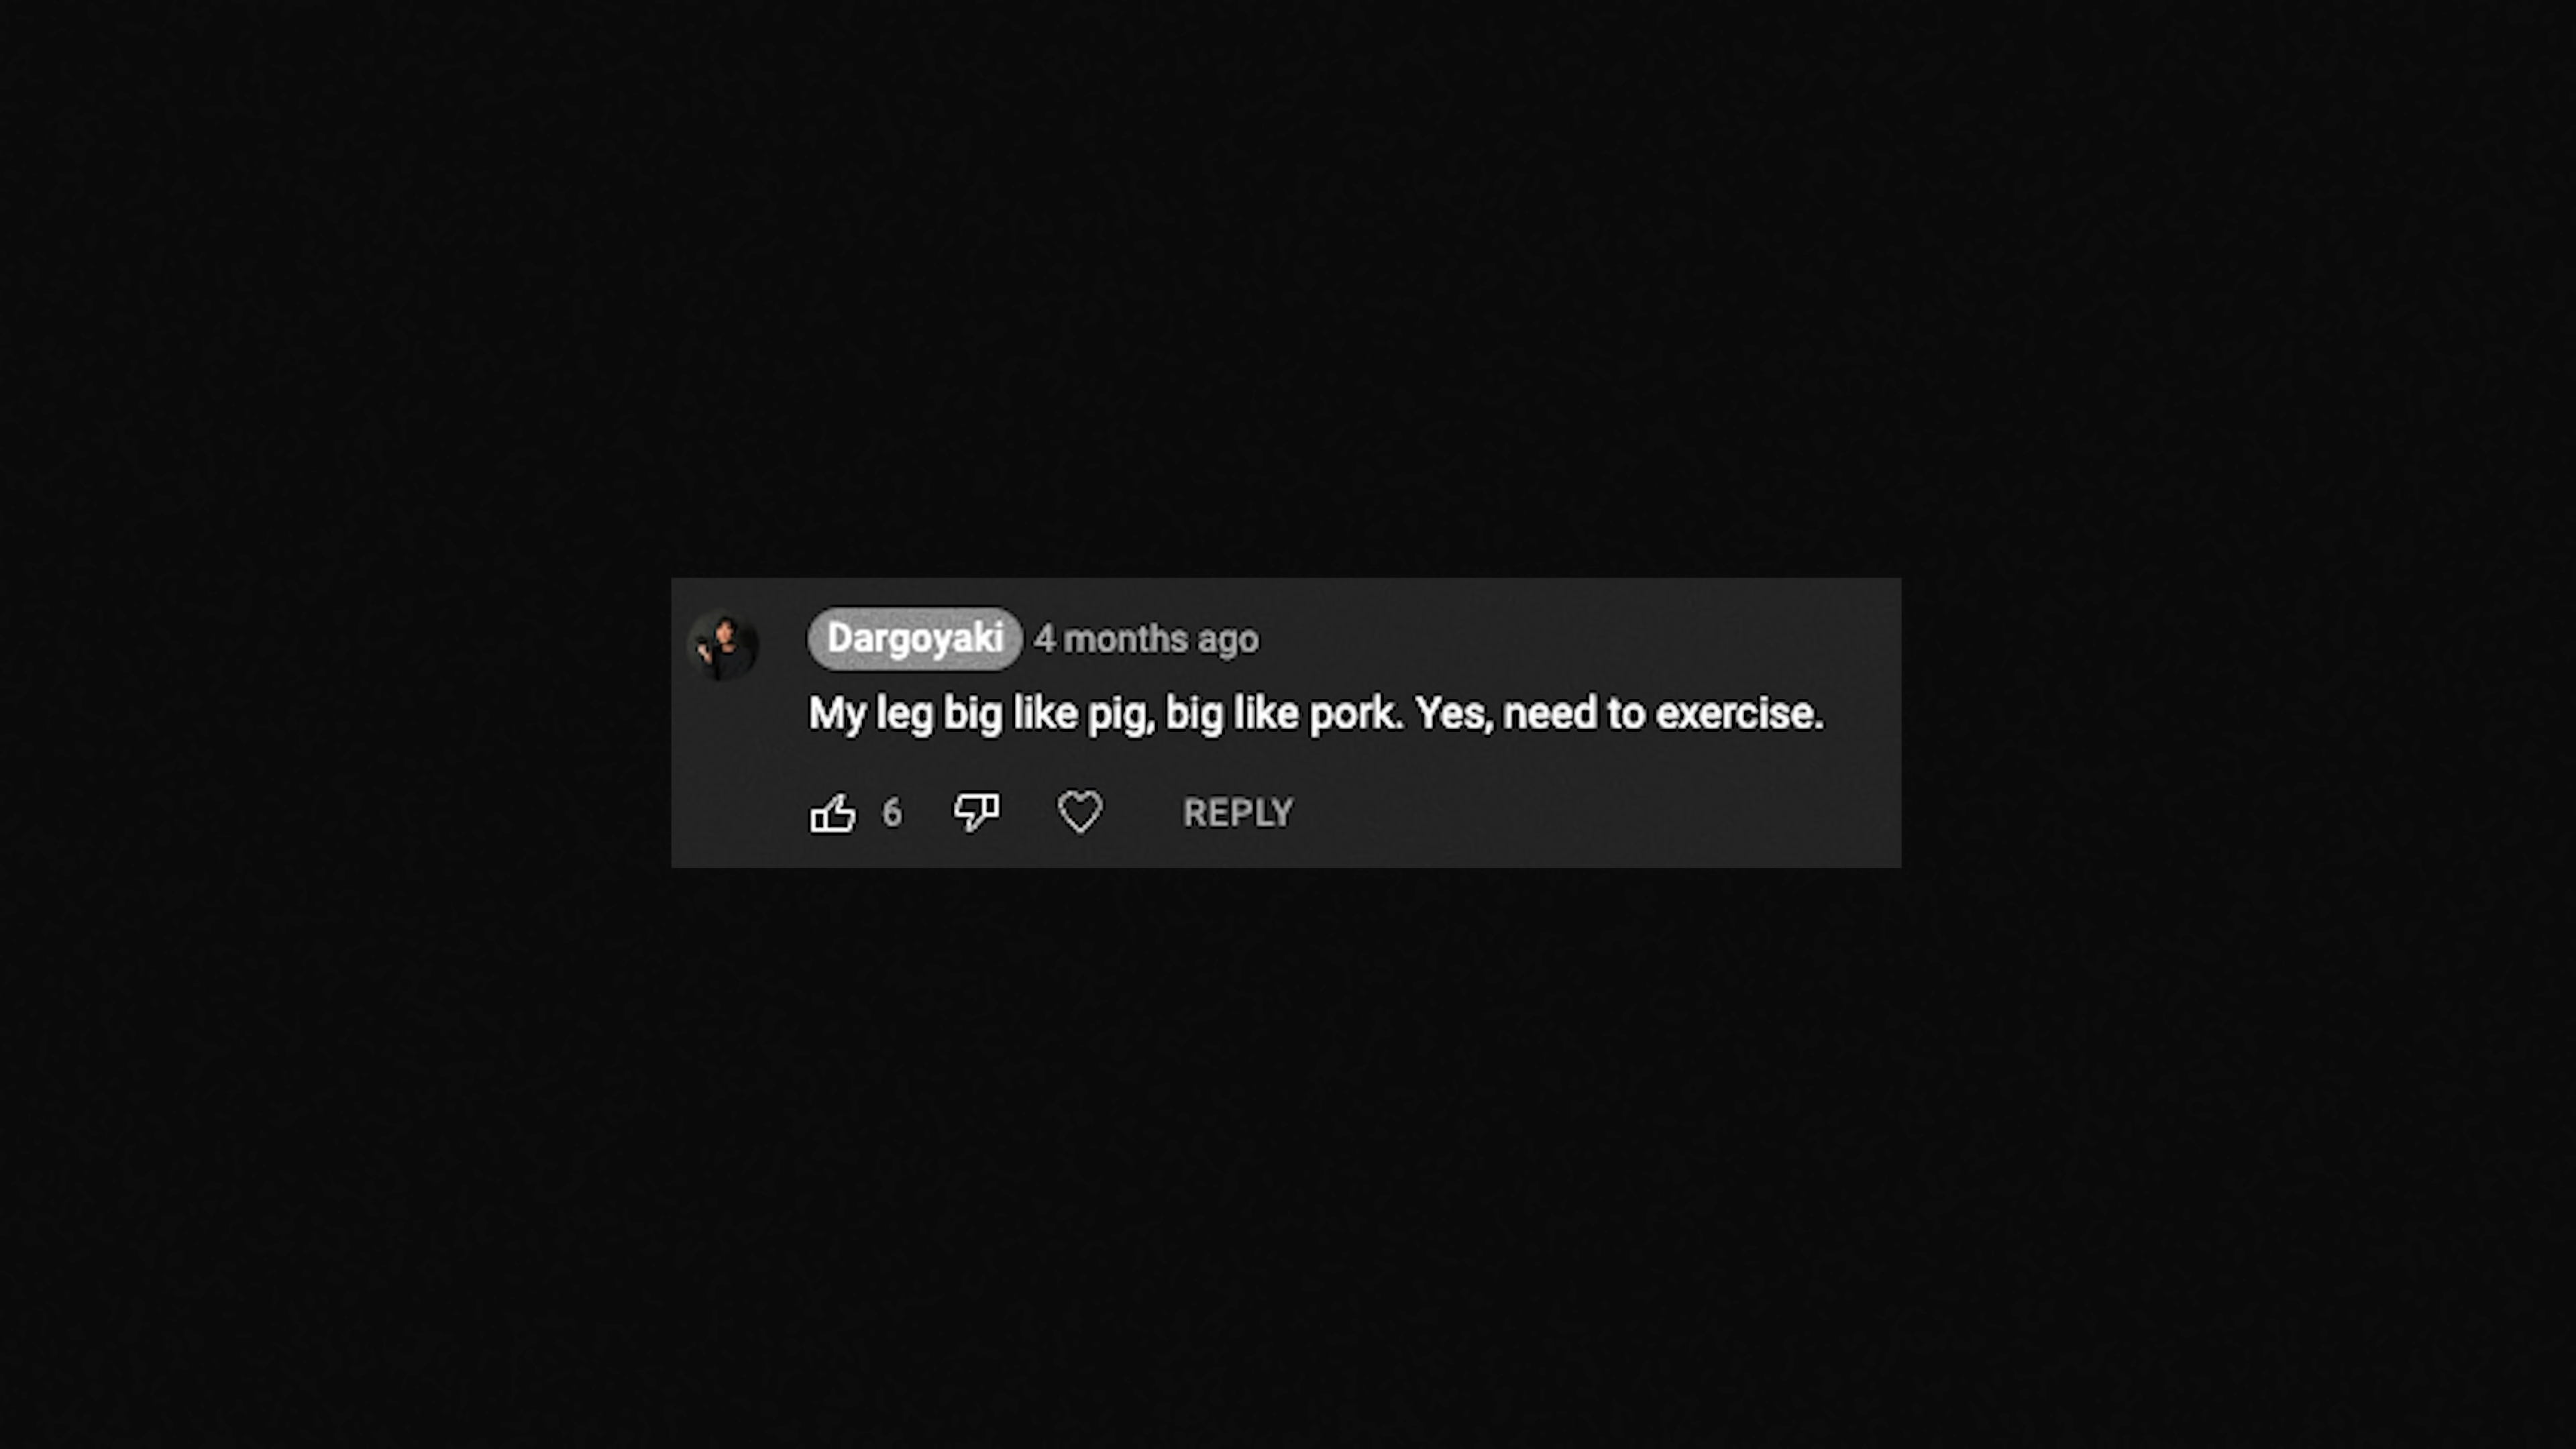 Dargoyaki 4 months ago
My leg big like pig, big like pork. Yes, need to exercise.
6 REPLY